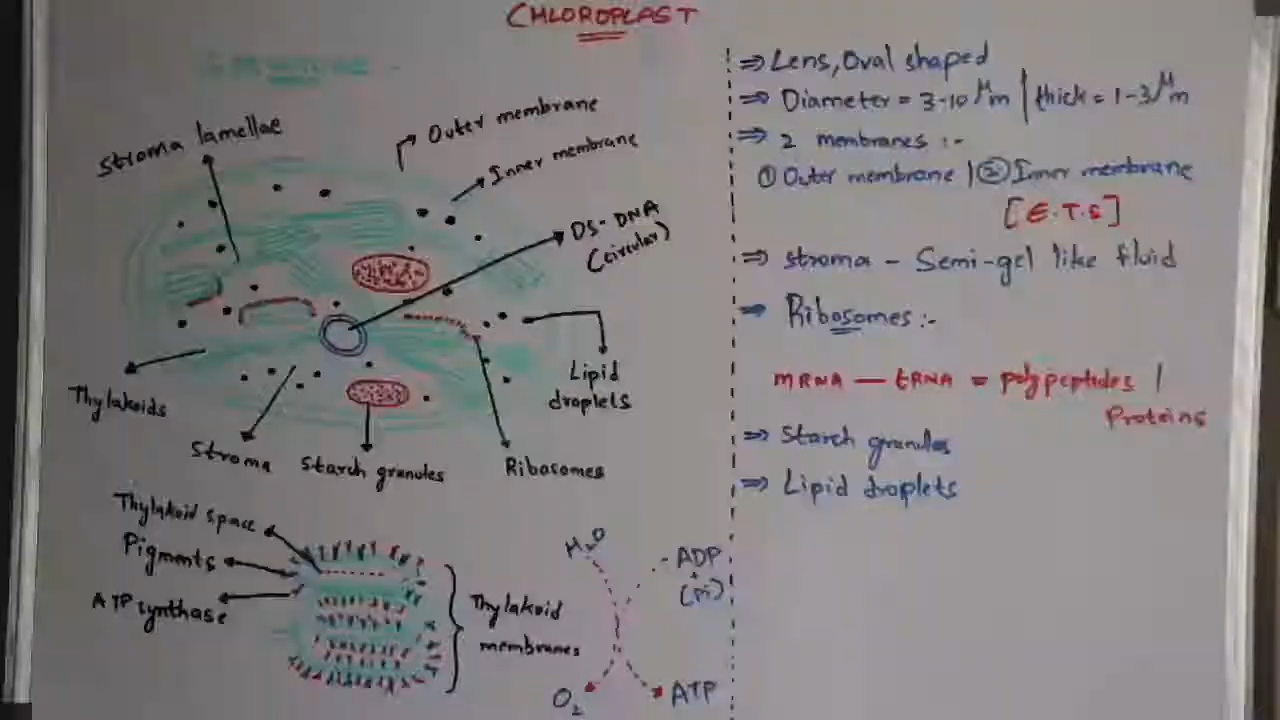 CHLOROPLAST
Stroma lamellae
Outer membrane
Inner membrane
DS-DNA
(circular)
Lipid
droplets
Thylakoids
Stroma
Starch granules
Ribosomes
Thylakoid space
Pigmnts
ATP synthase
Thylakoid
membranes
H₂O
ADP
+
(Pi)
O₂
ATP
⇒ Lens, Oval shaped
⇒ Diameter = 3-10 μm | thick = 1-3 μm
⇒ 2 membranes :-
① Outer membrane | ② Inner membrane
[E.T.S]
⇒ Stroma - Semi-gel like fluid
⇒ Ribosomes :-
mRNA — tRNA = polypeptides |
Proteins
⇒ Starch granules
⇒ Lipid droplets